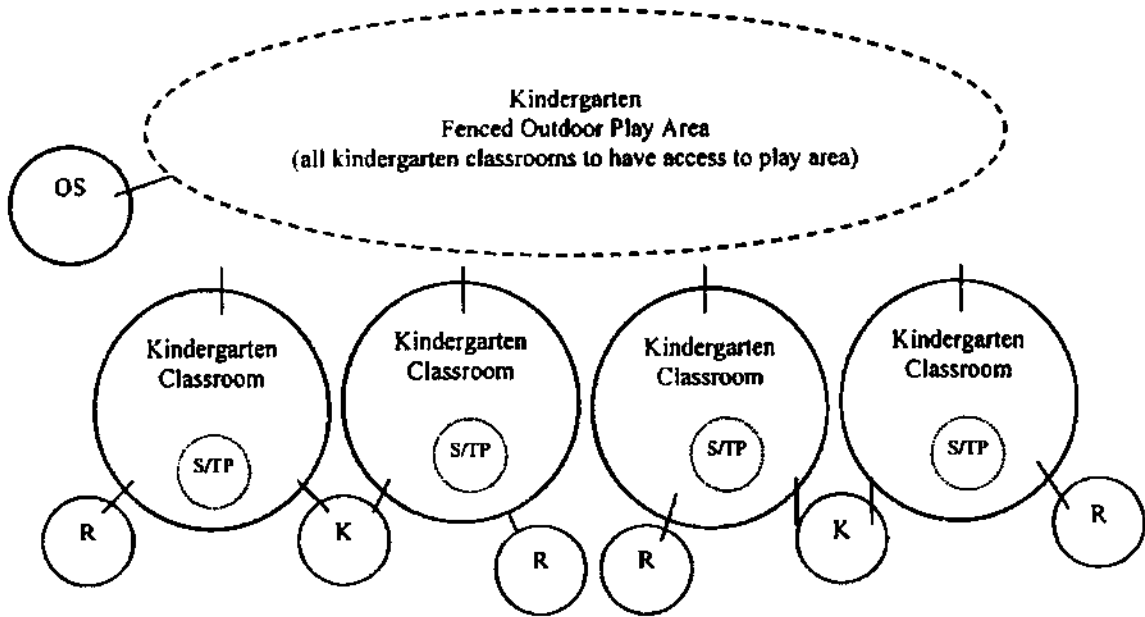 Kindergarten
Fenced Outdoor Play Area
(all kindergarten classrooms to have access to play area)
OS
Kindergarten
Classroom
S/TP
Kindergarten
Classroom
S/TP
Kindergarten
Classroom
S/TP
Kindergarten
Classroom
S/TP
R
K
R
R
K
R